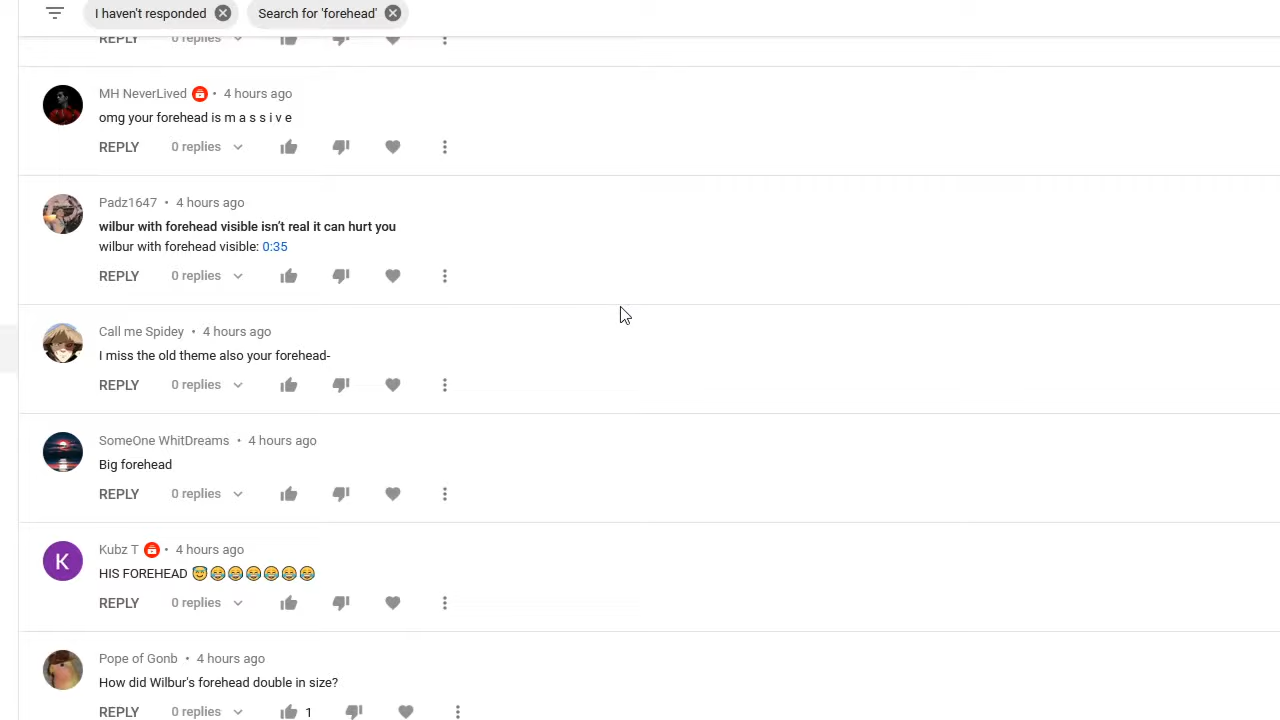 I haven't responded Search for 'forehead'
REPLY 0 replies
MH NeverLived • 4 hours ago
omg your forehead is m a s s i v e
REPLY 0 replies
Padz1647 • 4 hours ago
wilbur with forehead visible isn't real it can hurt you
wilbur with forehead visible: 0:35
REPLY 0 replies
Call me Spidey • 4 hours ago
I miss the old theme also your forehead-
REPLY 0 replies
SomeOne WhitDreams • 4 hours ago
Big forehead
REPLY 0 replies
K
Kubz T • 4 hours ago
HIS FOREHEAD 😇😂😂😂😂😂😂
REPLY 0 replies
Pope of Gonb • 4 hours ago
How did Wilbur's forehead double in size?
REPLY 0 replies 1